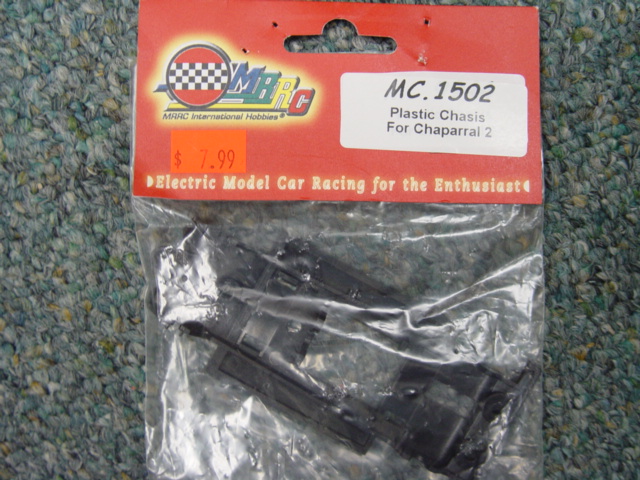 MRRC
MRRC International Hobbies®
MC.1502
Plastic Chasis
For Chaparral 2
$ 7.99
Electric Model Car Racing for the Enthusiast